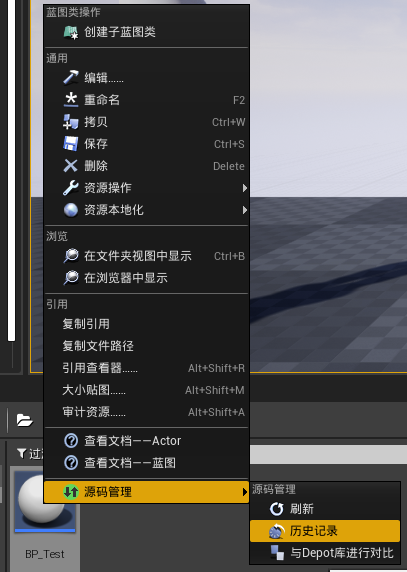 蓝图类操作
创建子蓝图类
通用
编辑......
重命名 F2
拷贝 Ctrl+W
保存 Ctrl+S
删除 Delete
资源操作
资源本地化
浏览
在文件夹视图中显示 Ctrl+B
在浏览器中显示
引用
复制引用
复制文件路径
引用查看器...... Alt+Shift+R
大小贴图...... Alt+Shift+M
审计资源...... Alt+Shift+A
查看文档——Actor
查看文档——蓝图
源码管理
源码管理
刷新
历史记录
与Depot库进行对比
BP_Test